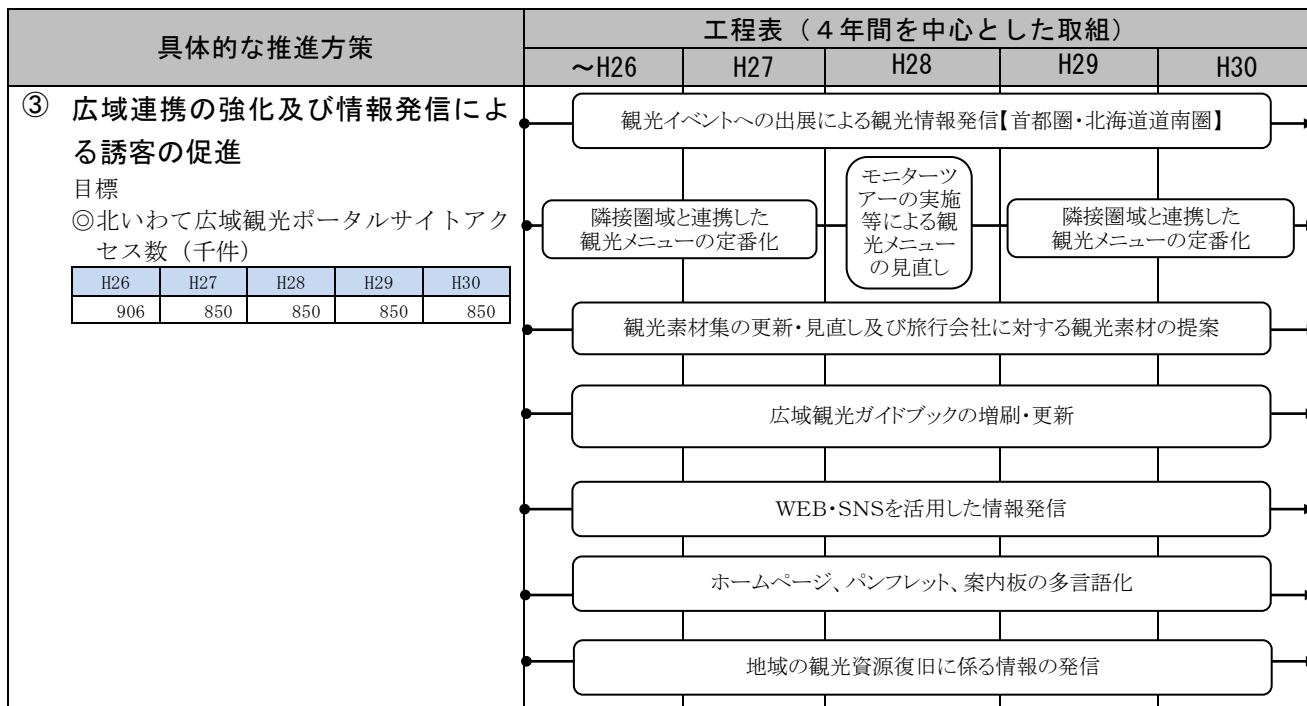 具体的な推進方策
工程表（４年間を中心とした取組）
～H26
H27
H28
H29
H30
③ 広域連携の強化及び情報発信によ
る誘客の促進
目標
◎北いわて広域観光ポータルサイトアク
セス数（千件）
H26 H27 H28 H29 H30
906 850 850 850 850
観光イベントへの出展による観光情報発信【首都圏・北海道道南圏】
隣接圏域と連携した
観光メニューの定番化
モニターツ
アーの実施
等による観
光メニュー
の見直し
隣接圏域と連携した
観光メニューの定番化
観光素材集の更新・見直し及び旅行会社に対する観光素材の提案
広域観光ガイドブックの増刷・更新
WEB・SNSを活用した情報発信
ホームページ、パンフレット、案内板の多言語化
地域の観光資源復旧に係る情報の発信